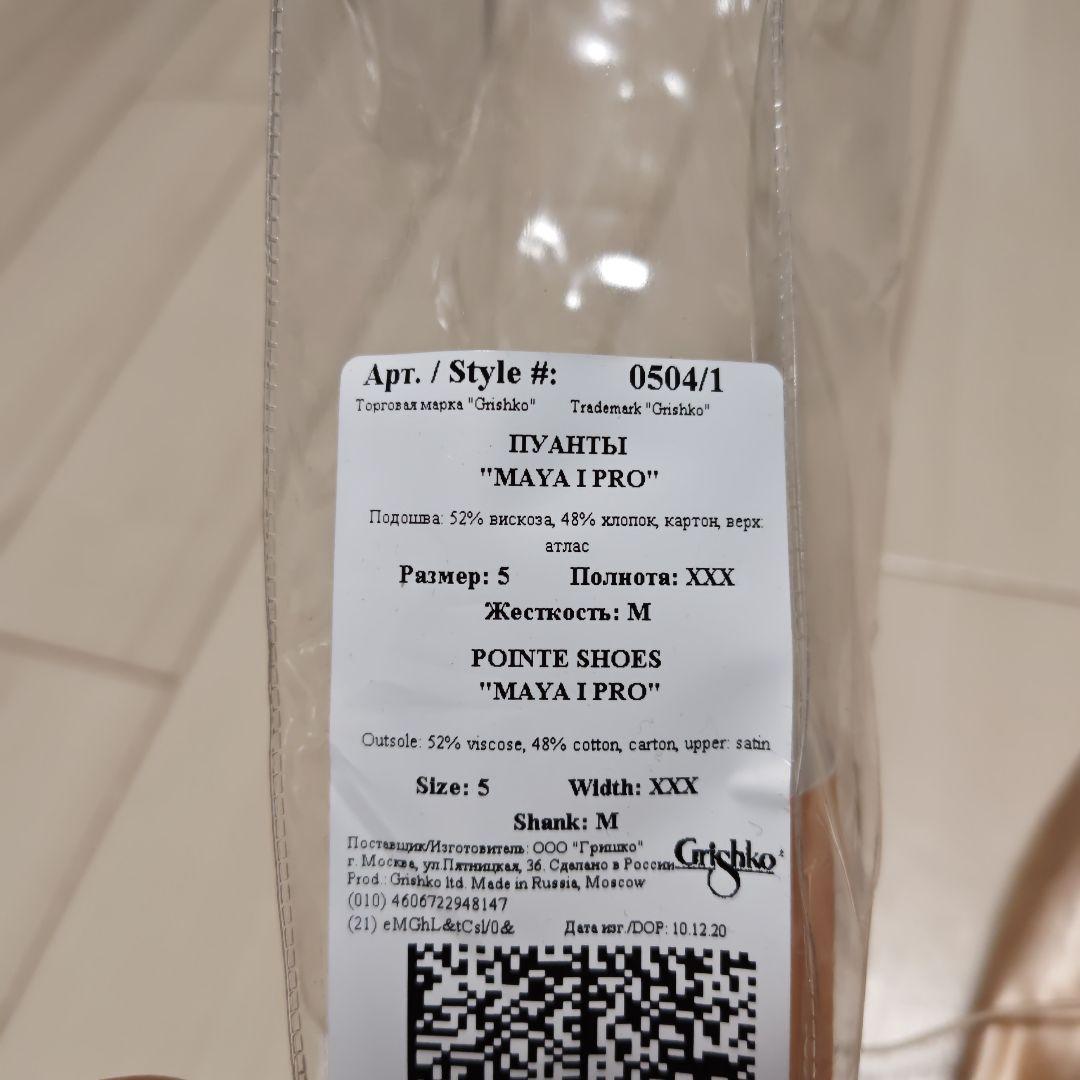 Арт. / Style #: 0504/1
Торговая марка "Grishko" Trademark "Grishko"
ПУАНТЫ
"MAYA I PRO"
Подошва: 52% вискоза, 48% хлопок, картон, верх:
атлас
Размер: 5 Полнота: XXX
Жесткость: M
POINTE SHOES
"MAYA I PRO"
Outsole: 52% viscose, 48% cotton, carton, upper: satin
Size: 5 Width: XXX
Shank: M
Поставщик/Изготовитель: ООО "Гришко"
г. Москва, ул.Пятницкая, 36. Сделано в России
Grishko
Prod.: Grishko ltd. Made in Russia, Moscow
(010) 4606722948147
(21) eMGhL&tCsl/0& Дата изг./DOP: 10.12.20